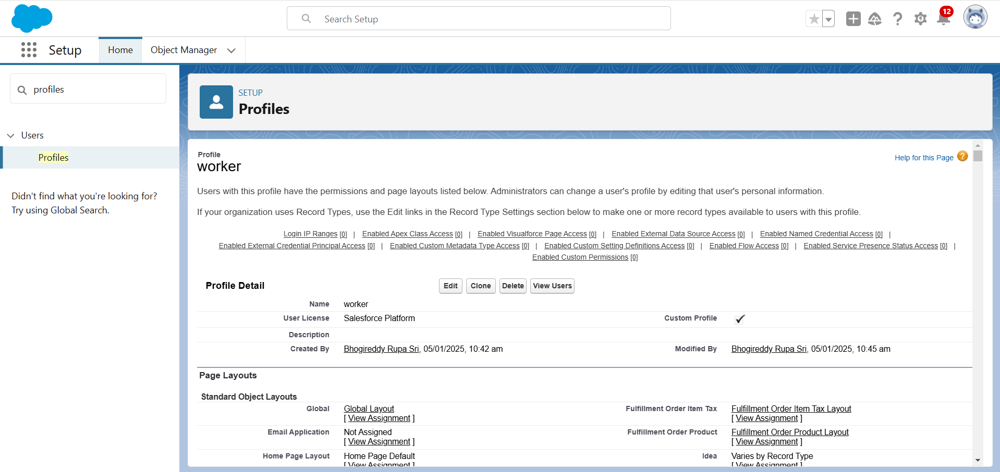 Search Setup
12
Setup
Home
Object Manager
profiles
Users
Profiles
Didn't find what you're looking for?
Try using Global Search.
SETUP
Profiles
Profile
worker
Help for this Page ?
Users with this profile have the permissions and page layouts listed below. Administrators can change a user's profile by editing that user's personal information.
If your organization uses Record Types, use the Edit links in the Record Type Settings section below to make one or more record types available to users with this profile.
Login IP Ranges [0] | Enabled Apex Class Access [0] | Enabled Visualforce Page Access [0] | Enabled External Data Source Access [0] | Enabled Named Credential Access [0] |
Enabled External Credential Principal Access [0] | Enabled Custom Metadata Type Access [0] | Enabled Custom Setting Definitions Access [0] | Enabled Flow Access [0] | Enabled Service Presence Status Access [0] |
Enabled Custom Permissions [0]
Profile Detail Edit Clone Delete View Users
Name worker
User License Salesforce Platform Custom Profile
Description
Created By Bhogireddy Rupa Sri, 05/01/2025, 10:42 am Modified By Bhogireddy Rupa Sri, 05/01/2025, 10:45 am
Page Layouts
Standard Object Layouts
Global Global Layout Fulfillment Order Item Tax Fulfillment Order Item Tax Layout
[ View Assignment ] [ View Assignment ]
Email Application Not Assigned Fulfillment Order Product Fulfillment Order Product Layout
[ View Assignment ] [ View Assignment ]
Home Page Layout Home Page Default Idea Varies by Record Type
[ View Assignment ] [ View Assignment ]